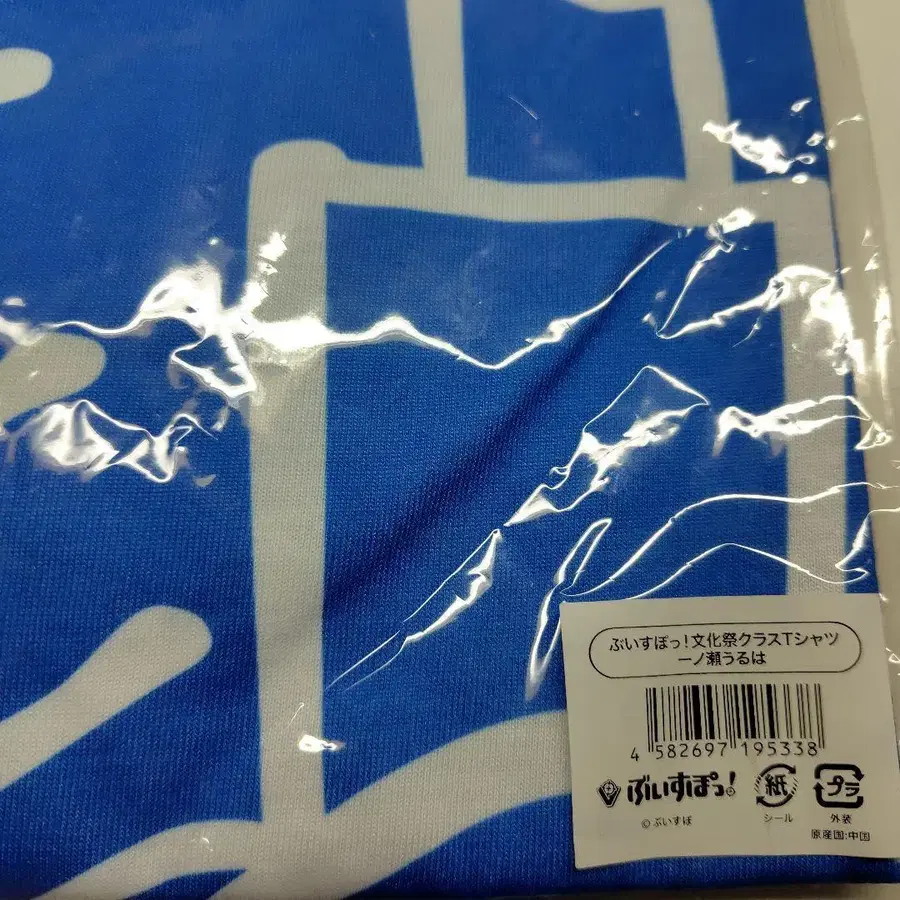 ぶいすぽっ！文化祭クラスTシャツ
一ノ瀬うるは
4 582697 195338
ぶいすぽっ！
紙
プラ
©ぶいすぽ
シール
外装
原産国:中国